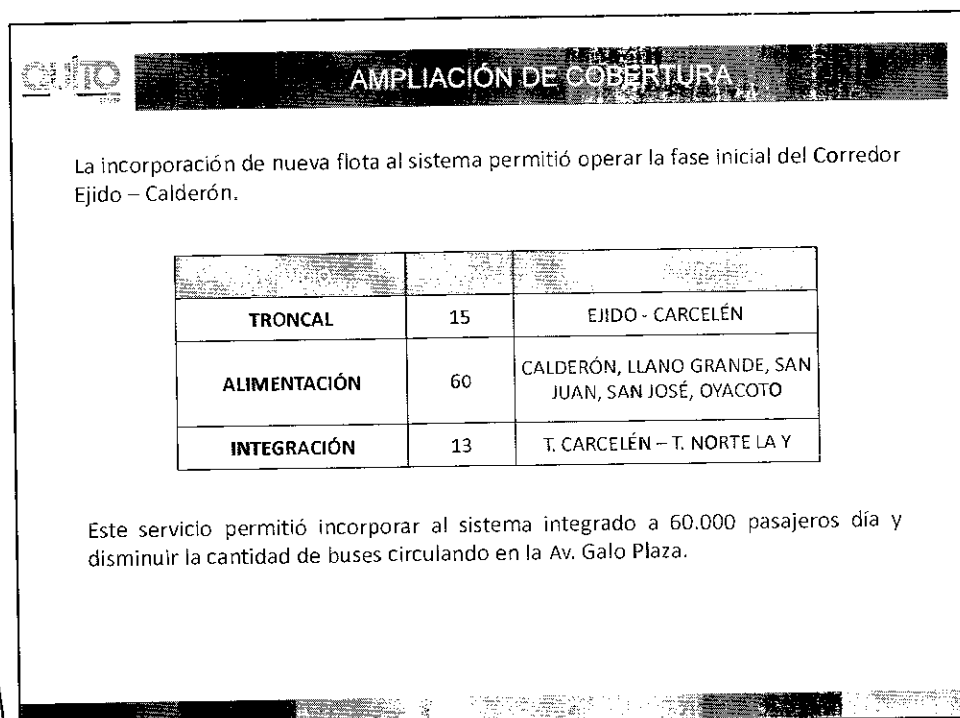 QUITO
AMPLIACIÓN DE COBERTURA
La incorporación de nueva flota al sistema permitió operar la fase inicial del Corredor
Ejido – Calderón.
TRONCAL 15 EJIDO - CARCELÉN
ALIMENTACIÓN 60 CALDERÓN, LLANO GRANDE, SAN
JUAN, SAN JOSÉ, OYACOTO
INTEGRACIÓN 13 T. CARCELÉN – T. NORTE LA Y
Este servicio permitió incorporar al sistema integrado a 60.000 pasajeros día y
disminuir la cantidad de buses circulando en la Av. Galo Plaza.